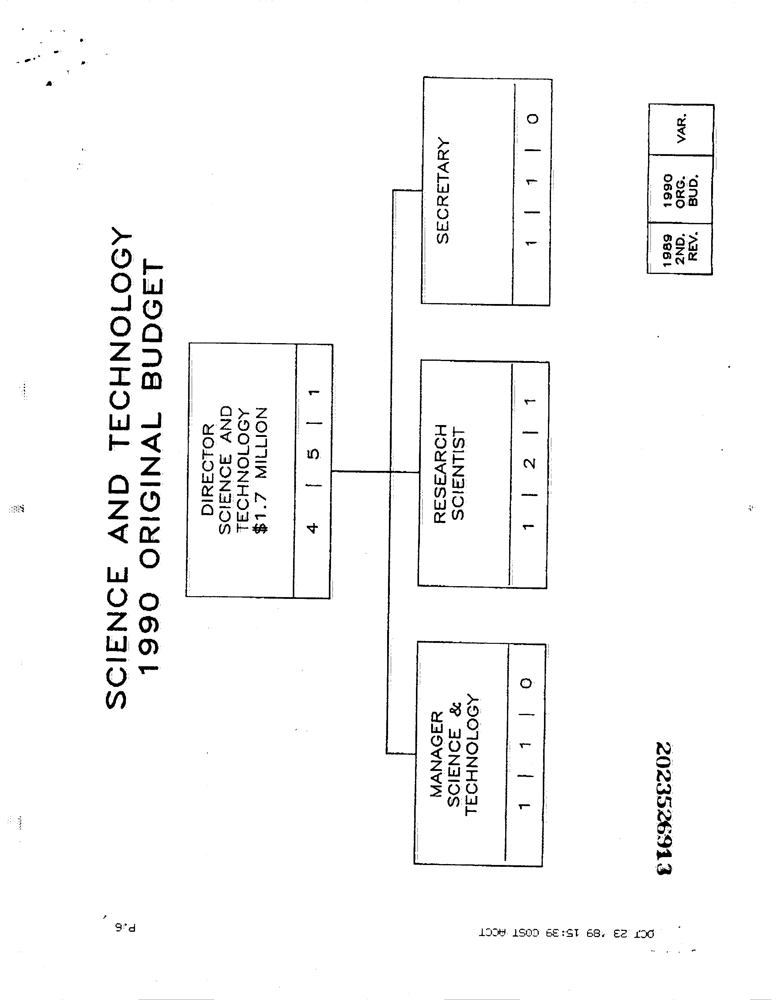 SCIENCE AND TECHNOLOGY
1990 ORIGINAL BUDGET
DIRECTOR
SCIENCE AND
TECHNOLOGY
$1.7 MILLION
4 | 5 | 1
MANAGER
SCIENCE &
TECHNOLOGY
1 | 1 | 0
RESEARCH
SCIENTIST
1 | 2 | 1
SECRETARY
1 | 1 | 0
1989
2ND.
REV.
1990
ORG.
BUD.
VAR.
2023526913
OCT 23 '89 15:39 COST ACCT
P.6